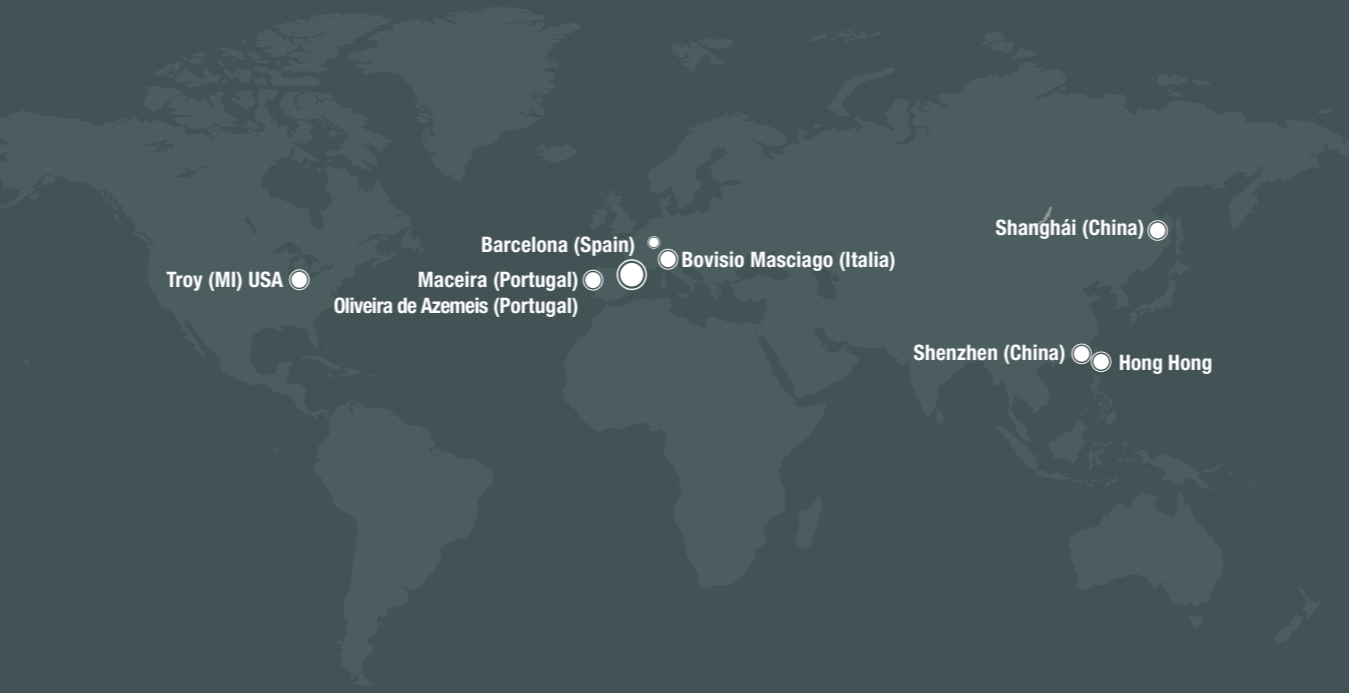 Shanghái (China)
Barcelona (Spain)
Bovisio Masciago (Italia)
Troy (MI) USA
Maceira (Portugal)
Oliveira de Azemeis (Portugal)
Shenzhen (China)
Hong Hong